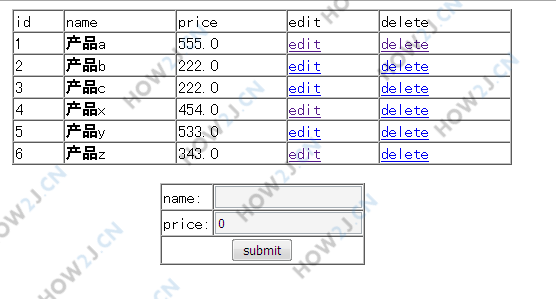 id name price edit delete
1 产品a 555.0 edit delete
2 产品b 222.0 edit delete
3 产品c 222.0 edit delete
4 产品x 454.0 edit delete
5 产品y 533.0 edit delete
6 产品z 343.0 edit delete
name:
price: 0
submit
HOW2J.CN
HOW2J.CN
HOW2J.CN
HOW2J.CN
HOW2J.CN
HOW2J.CN
HOW2J.CN